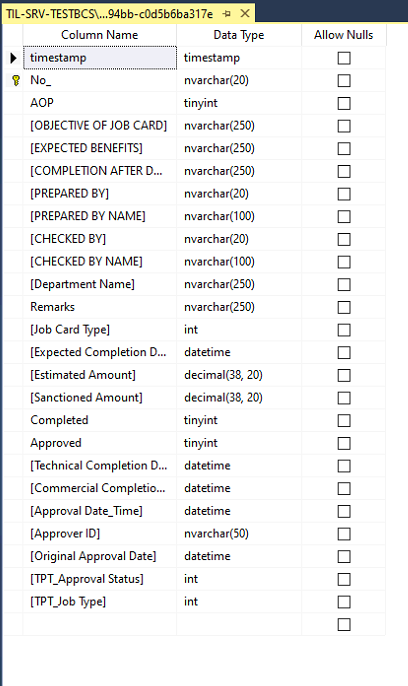 TIL-SRV-TESTBCS\...94bb-c0d5b6ba317e
Column Name Data Type Allow Nulls
timestamp timestamp
No_ nvarchar(20)
AOP tinyint
[OBJECTIVE OF JOB CARD] nvarchar(250)
[EXPECTED BENEFITS] nvarchar(250)
[COMPLETION AFTER D... nvarchar(250)
[PREPARED BY] nvarchar(20)
[PREPARED BY NAME] nvarchar(100)
[CHECKED BY] nvarchar(20)
[CHECKED BY NAME] nvarchar(100)
[Department Name] nvarchar(250)
Remarks nvarchar(250)
[Job Card Type] int
[Expected Completion D... datetime
[Estimated Amount] decimal(38, 20)
[Sanctioned Amount] decimal(38, 20)
Completed tinyint
Approved tinyint
[Technical Completion D... datetime
[Commercial Completio... datetime
[Approval Date_Time] datetime
[Approver ID] nvarchar(50)
[Original Approval Date] datetime
[TPT_Approval Status] int
[TPT_Job Type] int